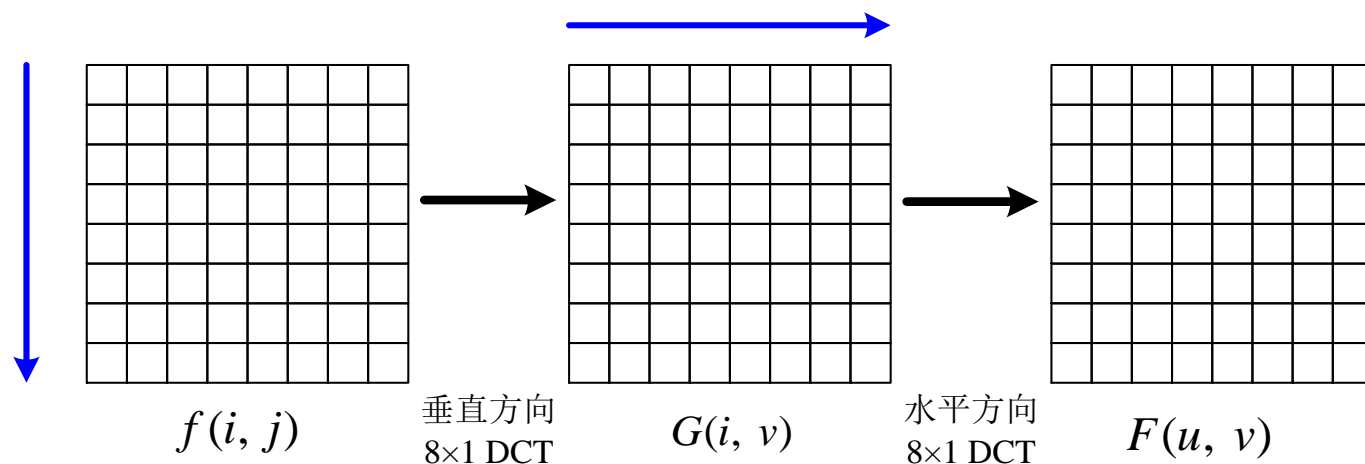 f(i, j)
垂直方向
8×1 DCT
G(i, v)
水平方向
8×1 DCT
F(u, v)